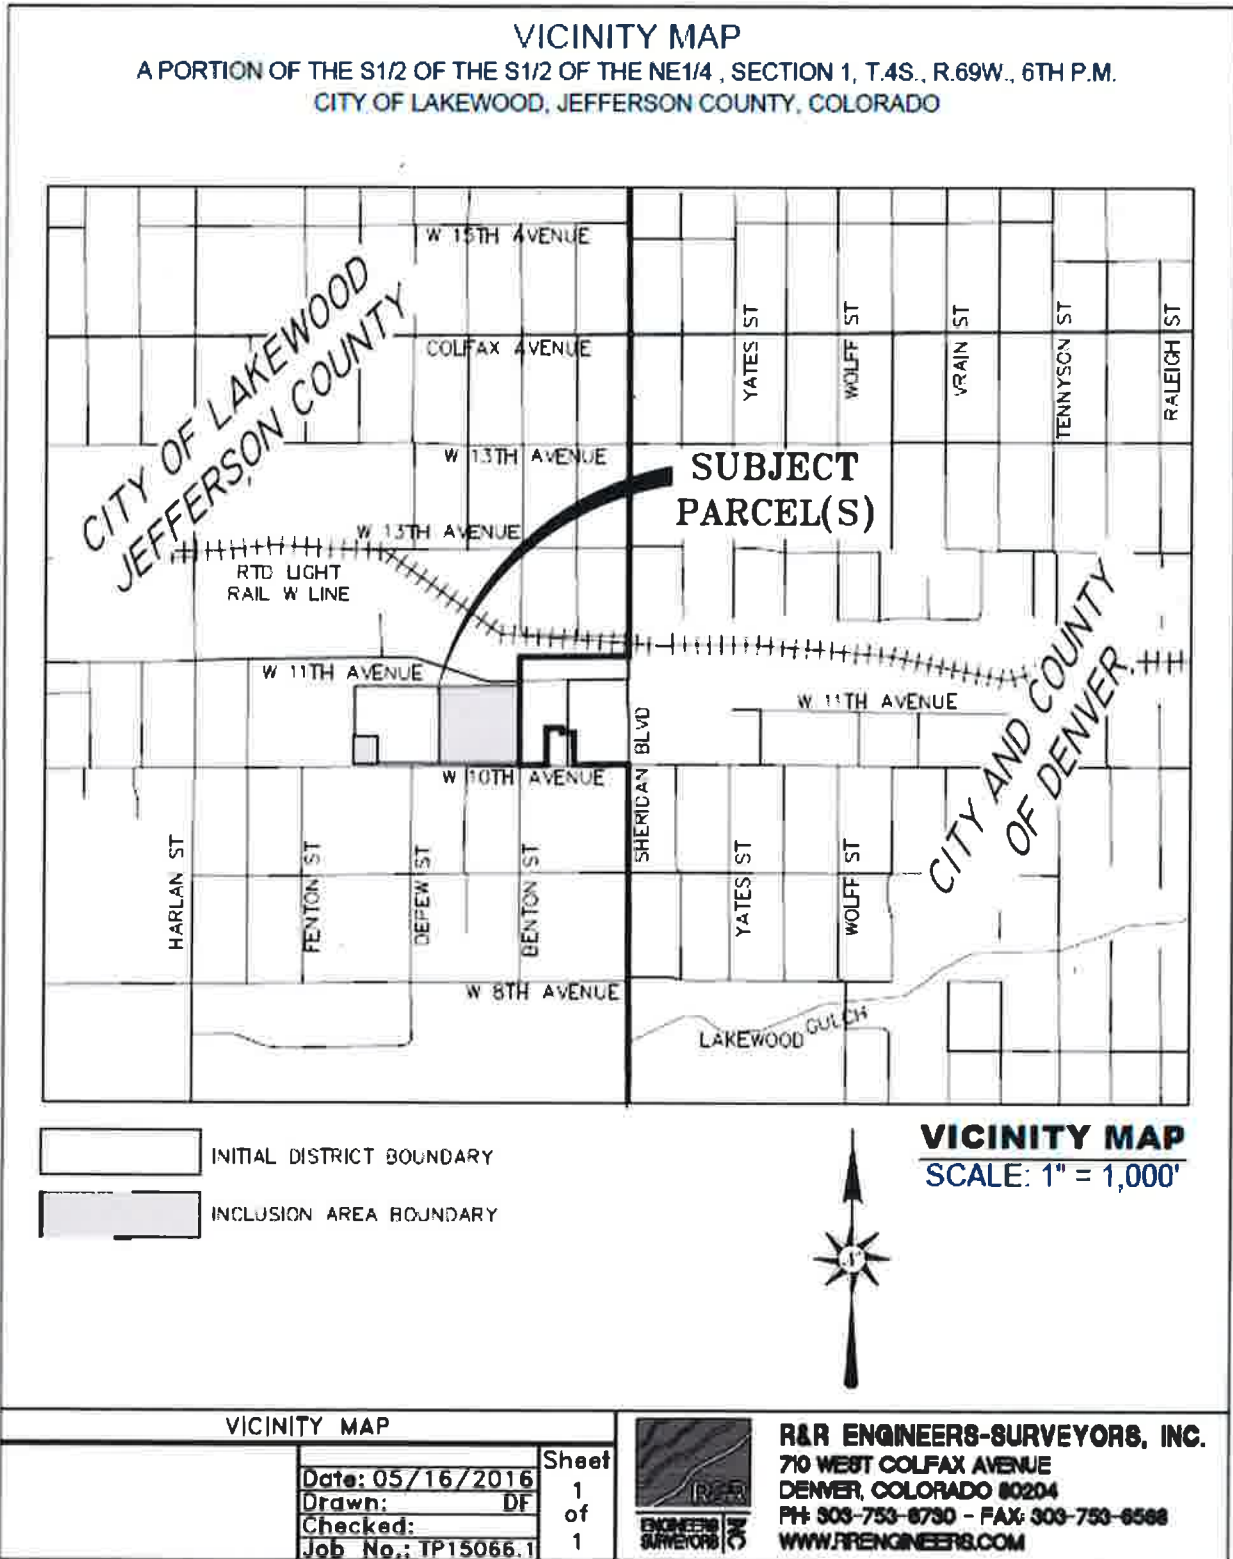 VICINITY MAP
A PORTION OF THE S1/2 OF THE S1/2 OF THE NE1/4 , SECTION 1, T.4S., R.69W., 6TH P.M.
CITY OF LAKEWOOD, JEFFERSON COUNTY, COLORADO
W 15TH AVENUE
COLFAX AVENUE
W 13TH AVENUE
W 13TH AVENUE
CITY OF LAKEWOOD
JEFFERSON COUNTY
YATES ST
WOLFF ST
VRAIN ST
TENNYSON ST
RALEIGH ST
SUBJECT
PARCEL(S)
RTD LIGHT
RAIL W LINE
W 11TH AVENUE
W 11TH AVENUE
CITY AND COUNTY
OF DENVER
W 10TH AVENUE
SHERIDAN BLVD
HARLAN ST
FENTON ST
DEPEW ST
BENTON ST
YATES ST
WOLFF ST
W 8TH AVENUE
LAKEWOOD GULCH
INITIAL DISTRICT BOUNDARY
INCLUSION AREA BOUNDARY
VICINITY MAP
SCALE: 1" = 1,000'
VICINITY MAP
Date: 05/16/2016
Drawn: DF
Checked:
Job No.: TP15066.1
Sheet
1
of
1
R&R
ENGINEERS
SURVEYORS
INC
R&R ENGINEERS-SURVEYORS, INC.
710 WEST COLFAX AVENUE
DENVER, COLORADO 80204
PH: 303-753-6730 - FAX: 303-753-6568
WWW.RRENGINEERS.COM